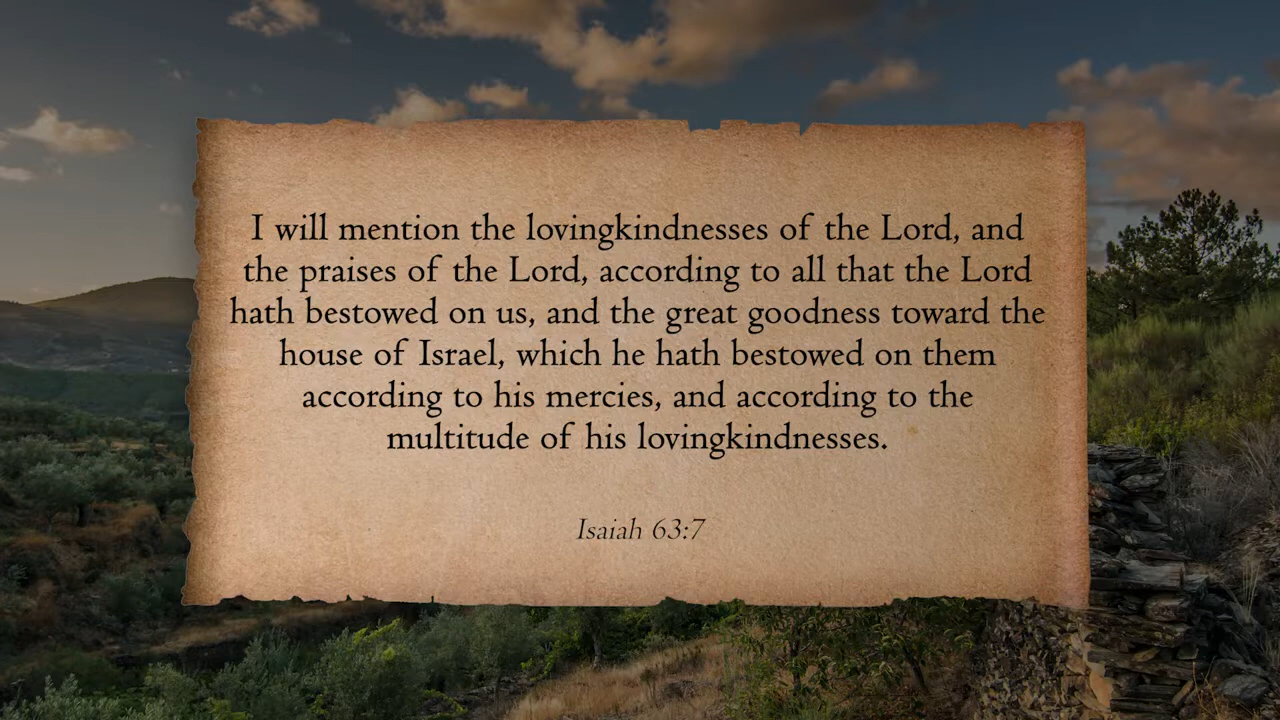 I will mention the lovingkindnesses of the Lord, and
the praises of the Lord, according to all that the Lord
hath bestowed on us, and the great goodness toward the
house of Israel, which he hath bestowed on them
according to his mercies, and according to the
multitude of his lovingkindnesses.
Isaiah 63:7